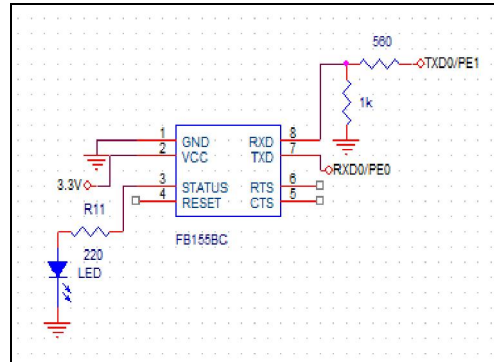 560
TXD0/PE1
1k
1 GND RXD 8
2 VCC TXD 7
RXD0/PE0
3.3V
3 STATUS RTS 6
4 RESET CTS 5
R11
FB155BC
220
LED